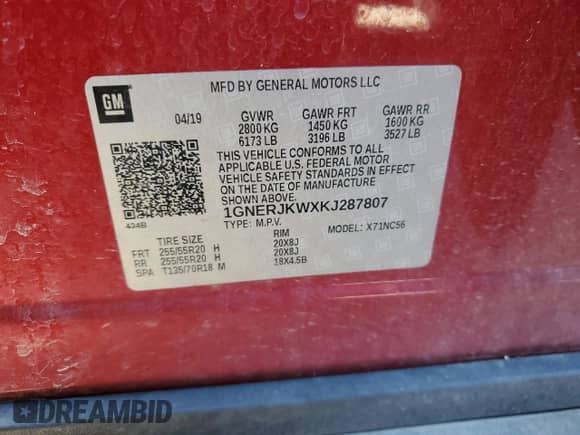 MFD BY GENERAL MOTORS LLC
GM
04/19 GVWR GAWR FRT GAWR RR
2800 KG 1450 KG 1600 KG
6173 LB 3196 LB 3527 LB
THIS VEHICLE CONFORMS TO ALL
APPLICABLE U.S. FEDERAL MOTOR
VEHICLE SAFETY STANDARDS IN EFFECT
ON THE DATE OF MANUFACTURE SHOWN ABOVE.
1GNERJKWXKJ287807
434B
TYPE: M.P.V. MODEL: X71NC56
TIRE SIZE RIM
FRT 255/55R20 H 20X8J
RR 255/55R20 H 20X8J
SPA T135/70R18 M 18X4.5B
DREAMBID